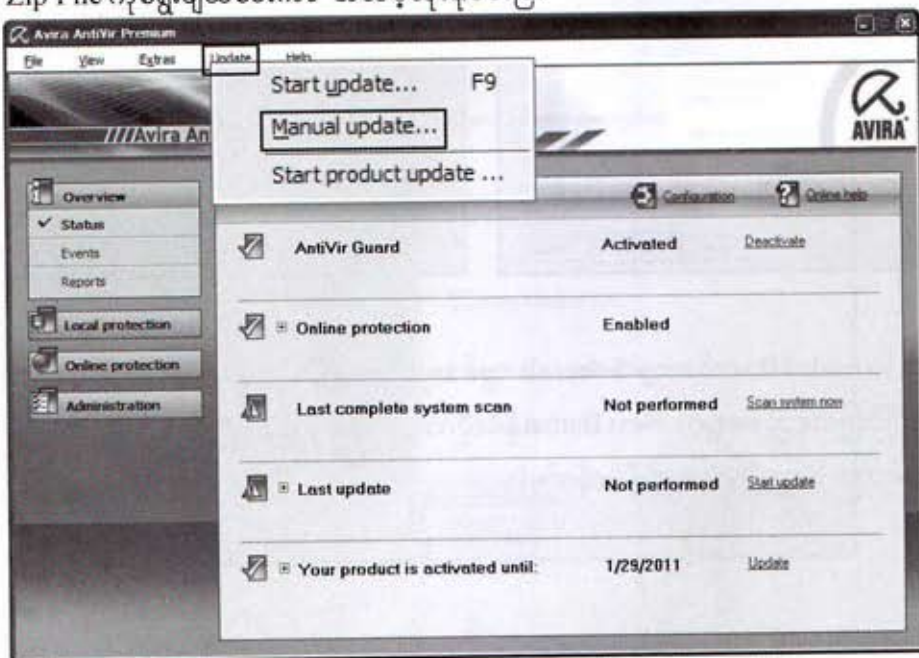 Zip File
Avira AntiVir Premium
File View Extras Update Help
Start update... F9
Manual update...
Start product update ...
////Avira An
AVIRA
Overview
Configuration Online help
Status
Events
Reports
AntiVir Guard Activated Deactivate
Local protection
Online protection
Administration
Online protection Enabled
Last complete system scan Not performed Scan system now
Last update Not performed Start update
Your product is activated until: 1/29/2011 Update